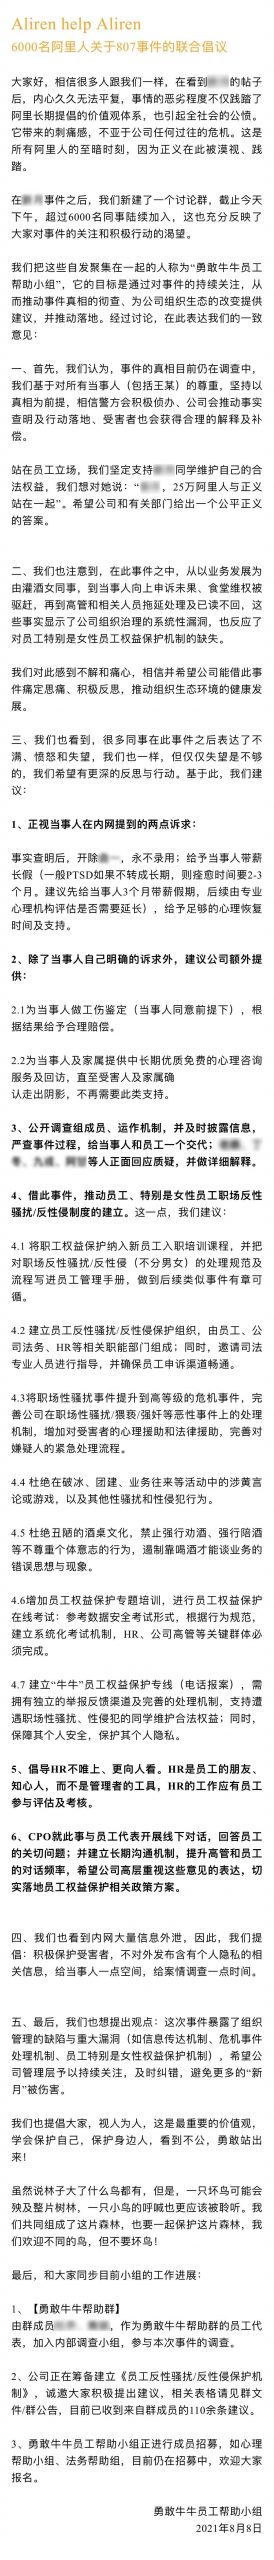 Aliren help Aliren
6000名阿里人关于807事件的联合倡议
大家好，相信很多人跟我们一样，在看到的帖子
后，内心久久无法平复，事情的恶劣程度不仅践踏了
阿里长期提倡的价值观体系，也引起全社会的公愤。
它带来的刺痛感，不亚于公司任何过往的危机。这是
所有阿里人的至暗时刻，因为正义在此被漠视、践
踏。
在事件之后，我们新建了一个讨论群，截止今天
下午，超过6000名同事陆续加入，这也充分反映了
大家对事件的关注和积极行动的渴望。
我们把这些自发聚集在一起的人称为“勇敢牛牛员工
帮助小组”，它的目标是通过对事件的持续关注，从
而推动事件真相的彻查、为公司组织生态的改变提供
建议，并推动落地。经过讨论，在此表达我们的一致
意见：
一、首先，我们认为，事件的真相目前仍在调查中，
我们基于对所有当事人（包括王某）的尊重，坚持以
真相为前提，相信警方会积极侦办、公司会推动事实
查明及行动落地、受害者也会获得合理的解释及补
偿。
站在员工立场，我们坚定支持同学维护自己的合
法权益，我们想对她说：“，25万阿里人与正义
站在一起”。希望公司和有关部门给出一个公平正义
的答案。
二、我们也注意到，在此事件之中，从以业务发展为
由灌酒女同事，到当事人向上申诉未果、食堂维权被
驱赶，再到高管和相关人员拖延处理及已读不回，这
些事实显示了公司组织治理的系统性漏洞，也反应了
对员工特别是女性员工权益保护机制的缺失。
我们对此感到不解和痛心，相信并希望公司能借此事
件痛定思痛、积极反思，推动组织生态环境的健康发
展。
三、我们也看到，很多同事在此事件之后表达了不
满、愤怒和失望，我们也一样，但仅仅失望是不够
的，我们希望有更深的反思与行动。基于此，我们建
议：
1、正视当事人在内网提到的两点诉求：
事实查明后，开除，永不录用；给予当事人带薪
长假（一般PTSD如果不转成长期，则痊愈时间要2-3
个月。建议先给当事人3个月带薪假期，后续由专业
心理机构评估是否需要延长），给予足够的心理恢复
时间及支持。
2、除了当事人自己明确的诉求外，建议公司额外提
供：
2.1为当事人做工伤鉴定（当事人同意前提下），根
据结果给予合理赔偿。
2.2为当事人及家属提供中长期优质免费的心理咨询
服务及回访，直至受害人及家属确
认走出阴影，不再需要此类支持。
3、公开调查组成员、运作机制，并及时披露信息，
严查事件过程，给当事人和员工一个交代；
等人正面回应质疑，并做详细解释。
4、借此事件，推动员工、特别是女性员工职场反性
骚扰/反性侵制度的建立。这一点，我们建议：
4.1 将职工权益保护纳入新员工入职培训课程，并把
对职场反性骚扰/反性侵（不分男女）的处理规范及
流程写进员工管理手册，做到后续类似事件有章可
循。
4.2 建立员工反性骚扰/反性侵保护组织，由员工、公
司法务、HR等相关职能部门组成；同时，邀请司法
专业人员进行指导，并确保员工申诉渠道畅通。
4.3将职场性骚扰事件提升到高等级的危机事件，完
善公司在职场性骚扰/猥亵/强奸等恶性事件上的处理
机制，增加对受害者的心理援助和法律援助，完善对
嫌疑人的紧急处理流程。
4.4 杜绝在破冰、团建、业务往来等活动中的涉黄言
论或游戏，以及其他性骚扰和性侵犯行为。
4.5 杜绝丑陋的酒桌文化，禁止强行劝酒、强行陪酒
等不尊重个体意志的行为，遏制靠喝酒才能谈业务的
错误思想与现象。
4.6增加员工权益保护专题培训，进行员工权益保护
在线考试：参考数据安全考试形式，根据行为规范，
建立系统化考试机制，HR、公司高管等关键群体必
须完成。
4.7 建立“牛牛”员工权益保护专线（电话报案），需
拥有独立的举报反馈渠道及完善的处理机制，支持遭
遇职场性骚扰、性侵犯的同学维护合法权益；同时，
保障其个人安全，保护其个人隐私。
5、倡导HR不唯上、更向人看。HR是员工的朋友、
知心人，而不是管理者的工具，HR的工作应有员工
参与评估及考核。
6、CPO就此事与员工代表开展线下对话，回答员工
的关切问题；并建立长期沟通机制，提升高管和员工
的对话频率，希望公司高层重视这些意见的表达，切
实落地员工权益保护相关政策方案。
四、我们也看到内网大量信息外泄，因此，我们提
倡：积极保护受害者，不对外发布含有个人隐私的相
关信息，给当事人一点空间，给案情调查一点时间。
五、最后，我们也想提出观点：这次事件暴露了组织
管理的缺陷与重大漏洞（如信息传达机制、危机事件
处理机制、员工特别是女性权益保护机制），希望公
司管理层予以持续关注，及时纠错，避免更多的“新
月”被伤害。
我们也提倡大家，视人为人，这是最重要的价值观，
学会保护自己，保护身边人，看到不公，勇敢站出
来！
虽然说林子大了什么鸟都有，但是，一只坏鸟可能会
殃及整片树林，一只小鸟的呼喊也更应该被聆听。我
们共同组成了这片森林，也要一起保护这片森林，我
们欢迎不同的鸟，但不要坏鸟！
最后，和大家同步目前小组的工作进展：
1、【勇敢牛牛帮助群】
由群成员，作为勇敢牛牛帮助群的员工代
表，加入内部调查小组，参与本次事件的调查。
2、公司正在筹备建立《员工反性骚扰/反性侵保护机
制》，诚邀大家积极提出建议，相关表格请见群文
件/群公告，目前已收到来自群成员的110余条建议。
3、勇敢牛牛帮助小组正进行成员招募，如心理
帮助小组、法务帮助组，目前仍在招募中，欢迎大家
报名。
勇敢牛牛员工帮助小组
2021年8月8日